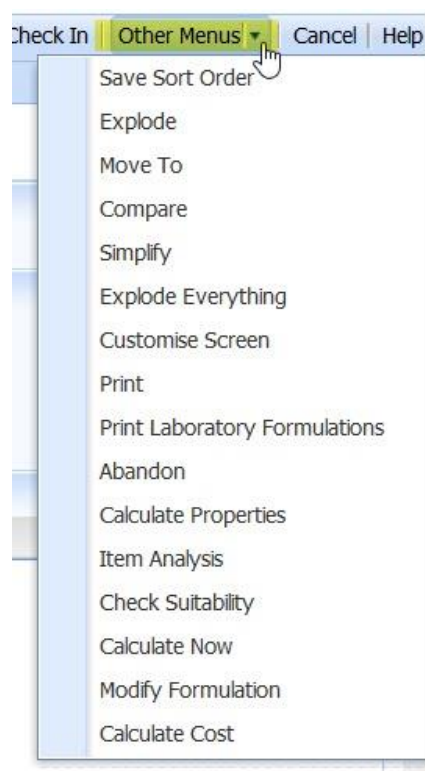 Check In Other Menus Cancel Help
Save Sort Order
Explode
Move To
Compare
Simplify
Explode Everything
Customise Screen
Print
Print Laboratory Formulations
Abandon
Calculate Properties
Item Analysis
Check Suitability
Calculate Now
Modify Formulation
Calculate Cost